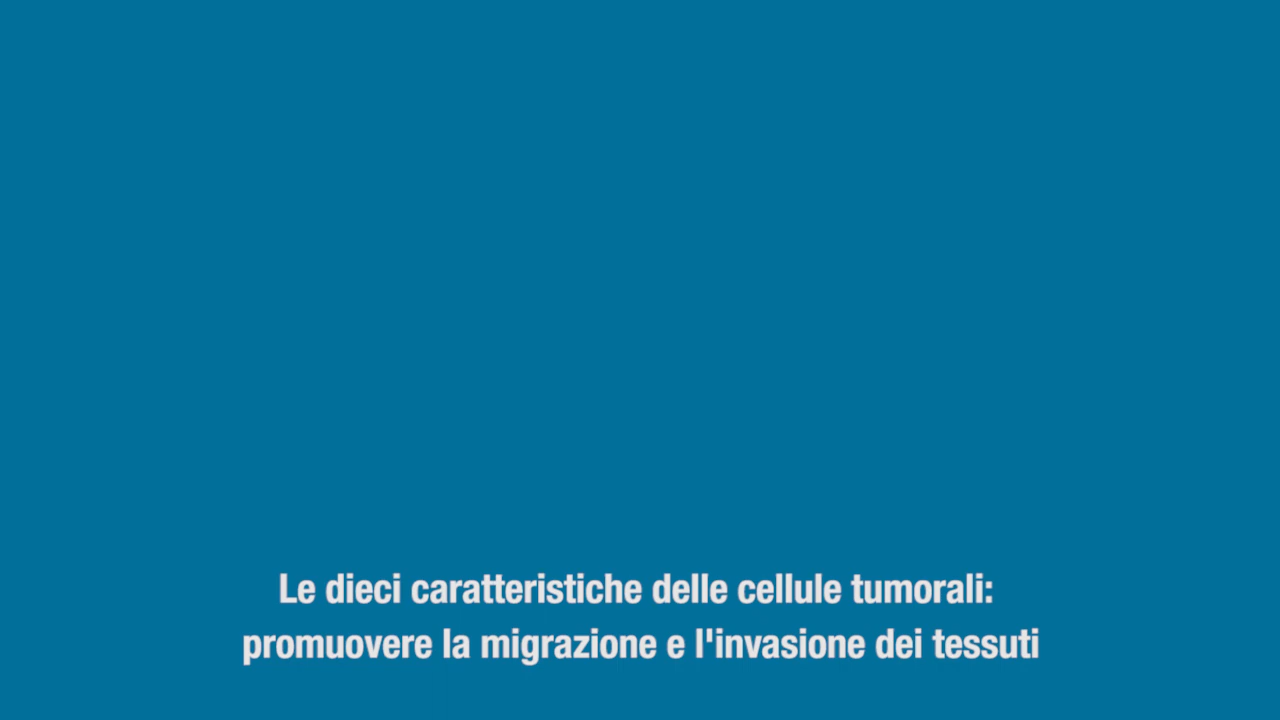 Le dieci caratteristiche delle cellule tumorali:
promuovere la migrazione e l'invasione dei tessuti